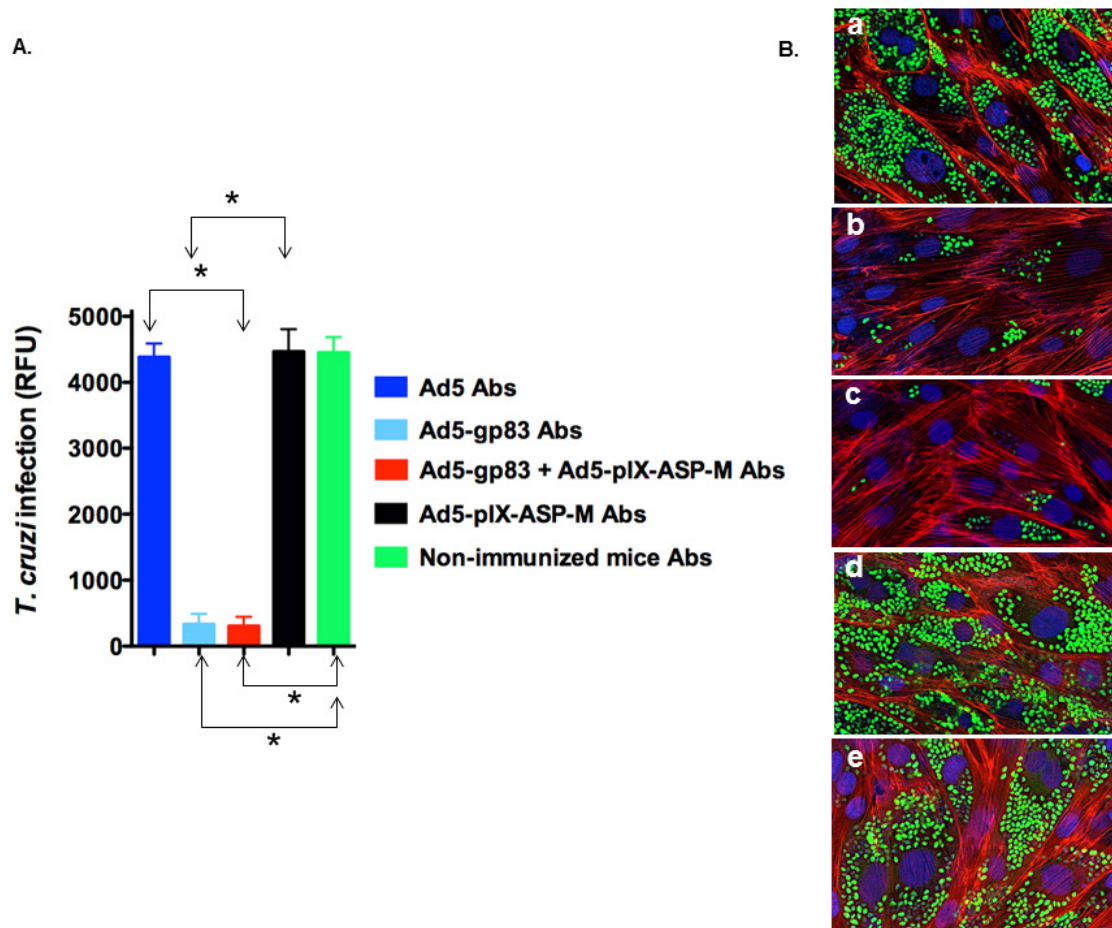 A.
*
*
5000
4000
3000
2000
1000
0
T. cruzi infection (RFU)
*
*
Ad5 Abs
Ad5-gp83 Abs
Ad5-gp83 + Ad5-pIX-ASP-M Abs
Ad5-pIX-ASP-M Abs
Non-immunized mice Abs
B.
a
b
c
d
e